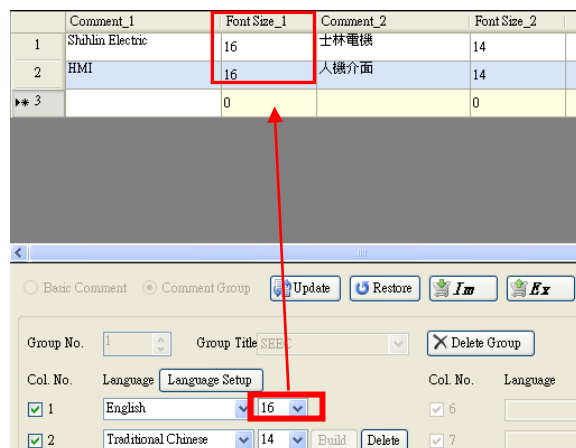 Comment_1 Font Size_1 Comment_2 Font Size_2
1 Shihlin Electric 16 士林電機 14
2 HMI 16 人機介面 14
3 0 0
Basic Comment Comment Group Update Restore Im Ex
Group No. 1 Group Title SEEC Delete Group
Col. No. Language Language Setup Col. No. Language
1 English 16 6
2 Traditional Chinese 14 Build Delete 7